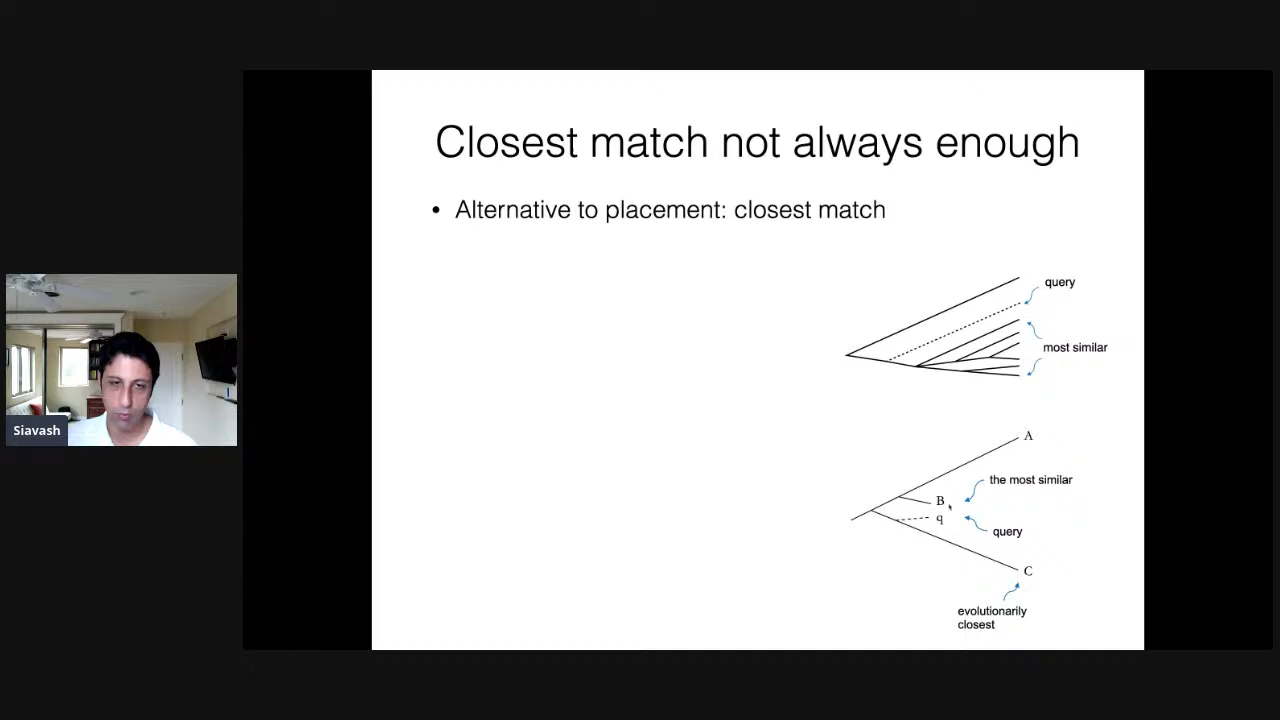 Closest match not always enough
• Alternative to placement: closest match
query
most similar
A
the most similar
B
q
query
C
evolutionarily
closest
Siavash